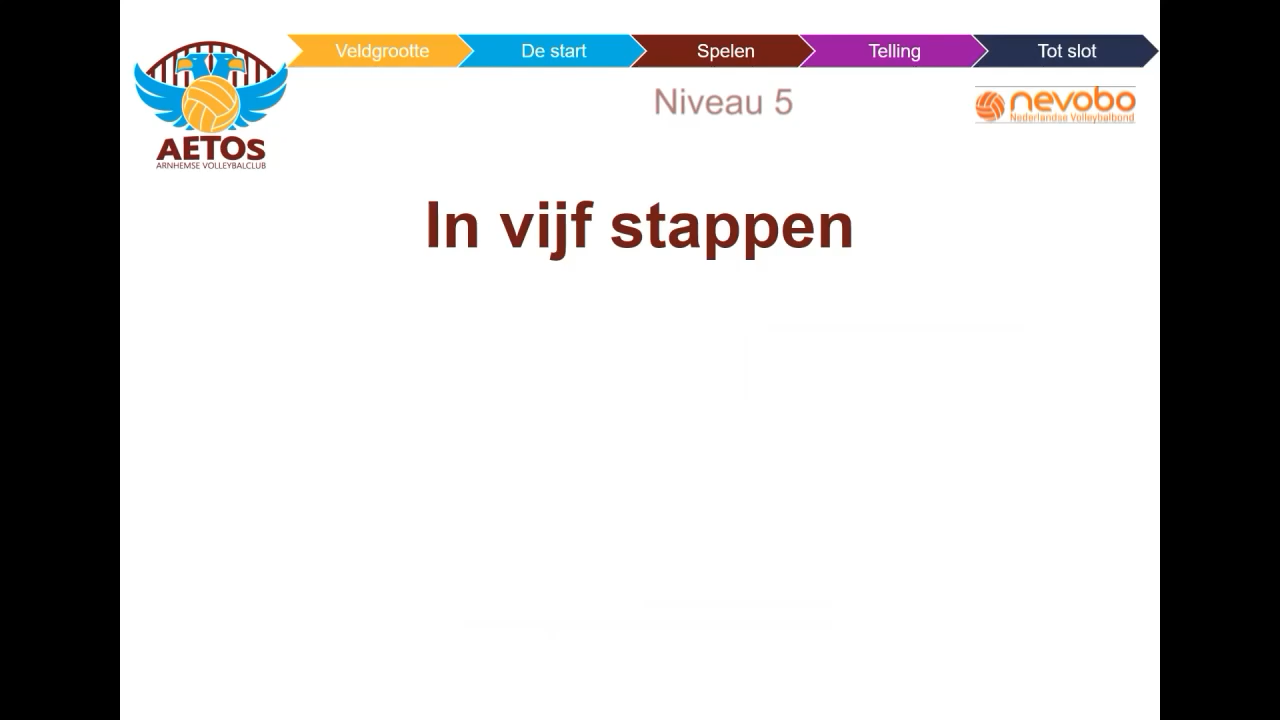 Veldgrootte
De start
Spelen
Telling
Tot slot
Niveau 5
nevobo
Nederlandse Volleybalbond
AETOS
ARNHEMSE VOLLEYBALCLUB
In vijf stappen